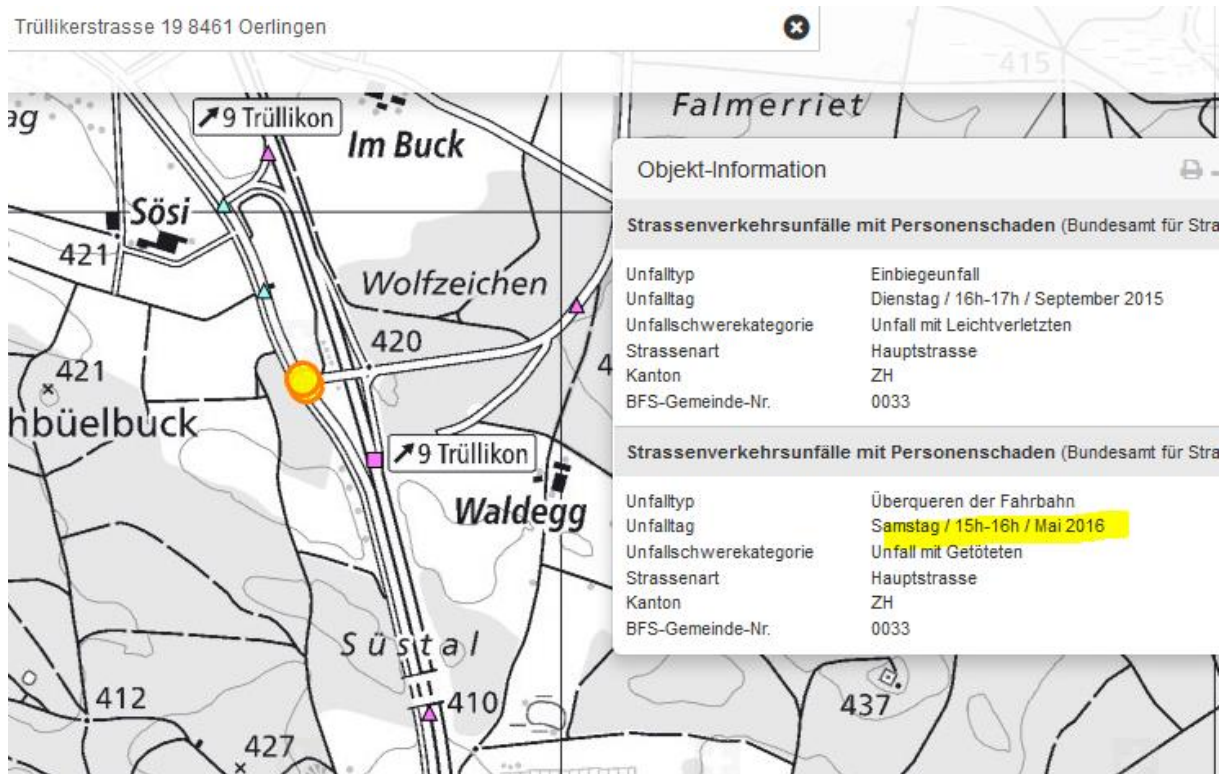 Trüllikerstrasse 19 8461 Oerlingen
415
Falmerriet
ag
9 Trüllikon
Im Buck
Sösi
421
Wolfzeichen
420
4
421
hbüelbuck
9 Trüllikon
Waldegg
Süstal
412
410
427
437
Objekt-Information
Strassenverkehrsunfälle mit Personenschaden (Bundesamt für Stra
Unfalltyp Einbiegeunfall
Unfalltag Dienstag / 16h-17h / September 2015
Unfallschwerekategorie Unfall mit Leichtverletzten
Strassenart Hauptstrasse
Kanton ZH
BFS-Gemeinde-Nr. 0033
Strassenverkehrsunfälle mit Personenschaden (Bundesamt für Stra
Unfalltyp Überqueren der Fahrbahn
Unfalltag Samstag / 15h-16h / Mai 2016
Unfallschwerekategorie Unfall mit Getöteten
Strassenart Hauptstrasse
Kanton ZH
BFS-Gemeinde-Nr. 0033